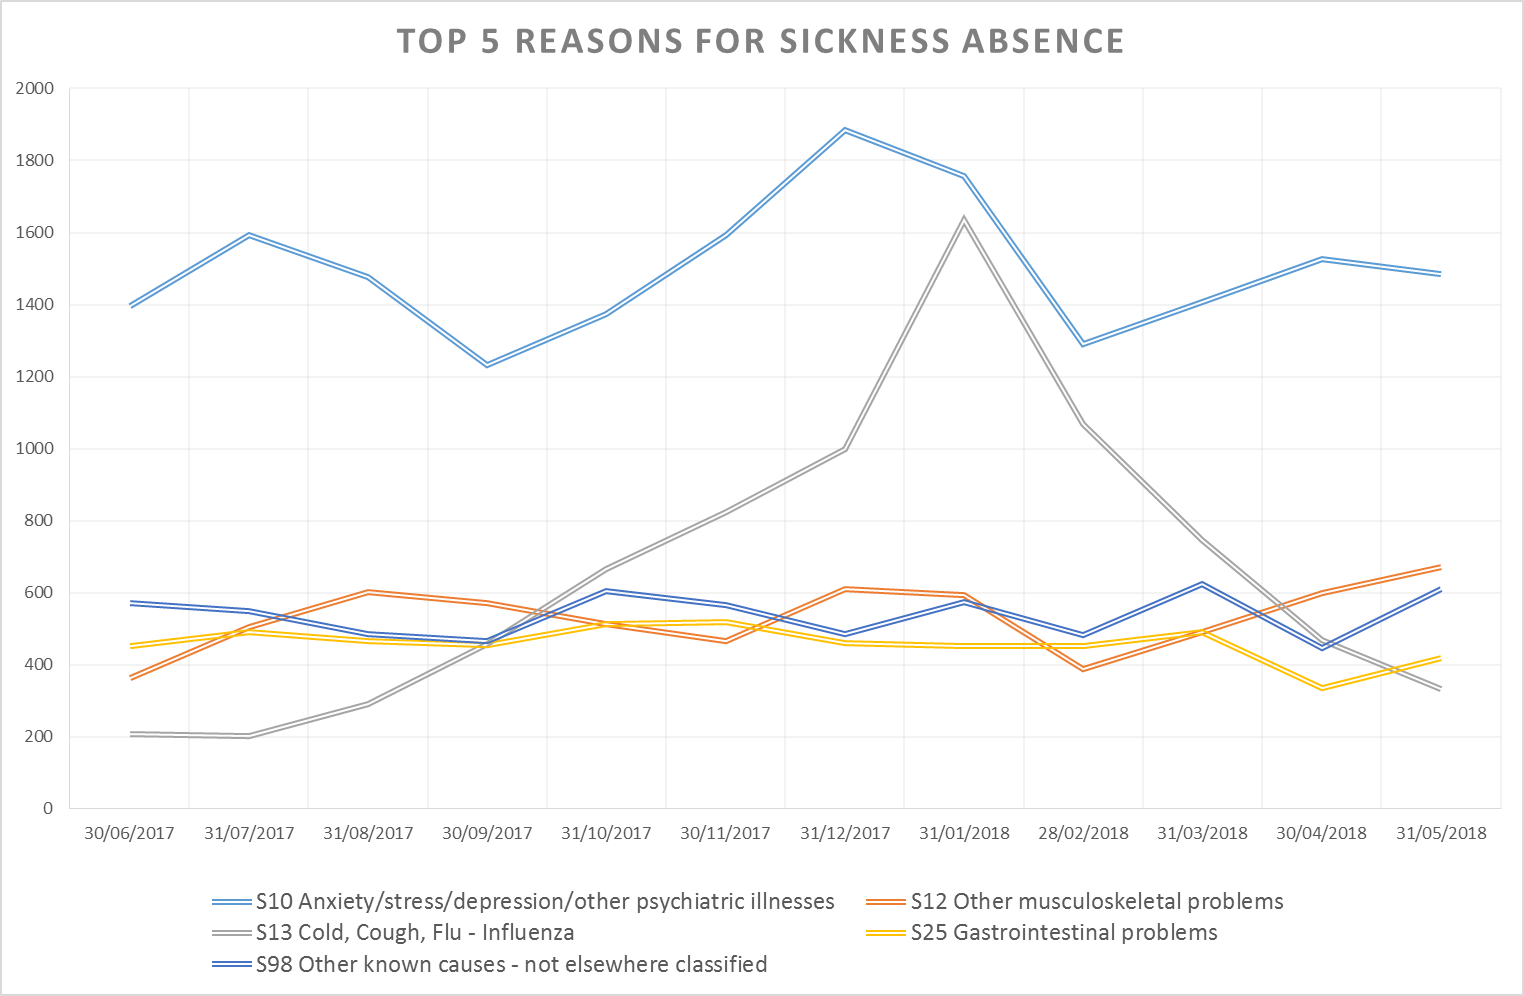 TOP 5 REASONS FOR SICKNESS ABSENCE
2000
1800
1600
1400
1200
1000
800
600
400
200
0
30/06/2017 31/07/2017 31/08/2017 30/09/2017 31/10/2017 30/11/2017 31/12/2017 31/01/2018 28/02/2018 31/03/2018 30/04/2018 31/05/2018
S10 Anxiety/stress/depression/other psychiatric illnesses S12 Other musculoskeletal problems
S13 Cold, Cough, Flu - Influenza S25 Gastrointestinal problems
S98 Other known causes - not elsewhere classified